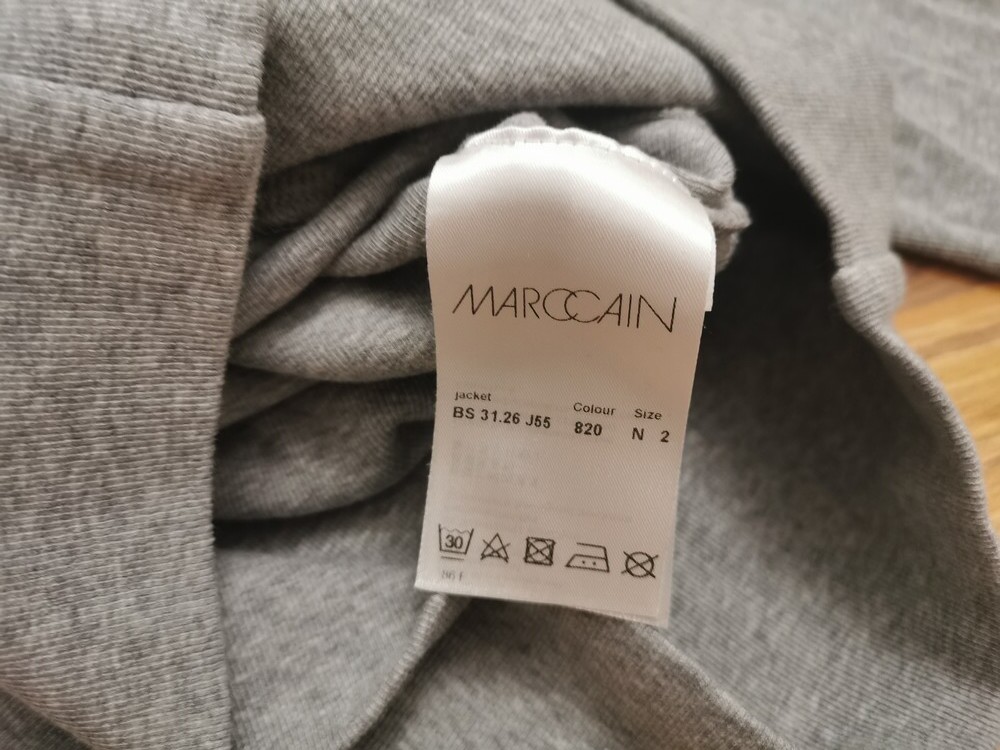 MARCCAIN
jacket Colour Size
BS 31.26 J55 820 N 2
30